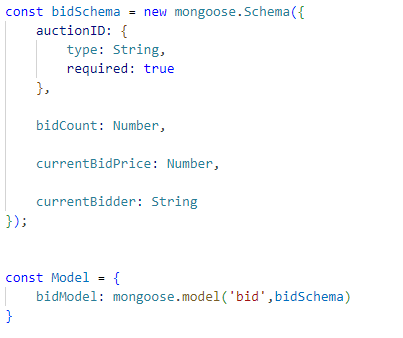 const bidSchema = new mongoose.Schema({
    auctionID: {
        type: String,
        required: true
    },
    bidCount: Number,
    currentBidPrice: Number,
    currentBidder: String
});
const Model = {
    bidModel: mongoose.model('bid',bidSchema)
}